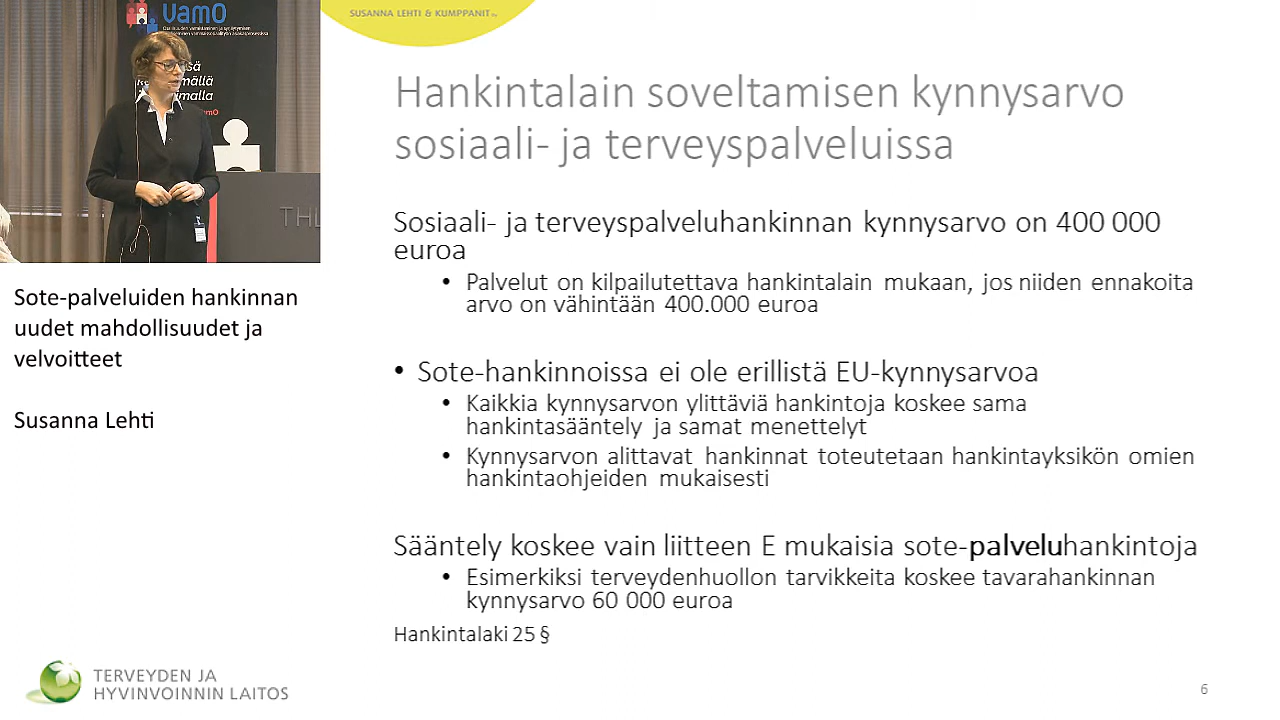 VamO
SUSANNA LEHTI & KUMPPANIT
THL
Hankintalain soveltamisen kynnysarvo
sosiaali- ja terveyspalveluissa
Sosiaali- ja terveyspalveluhankinnan kynnysarvo on 400 000
euroa
• Palvelut on kilpailutettava hankintalain mukaan, jos niiden ennakoita
arvo on vähintään 400.000 euroa
• Sote-hankinnoissa ei ole erillistä EU-kynnysarvoa
• Kaikkia kynnysarvon ylittäviä hankintoja koskee sama
hankintasääntely ja samat menettelyt
• Kynnysarvon alittavat hankinnat toteutetaan hankintayksikön omien
hankintaohjeiden mukaisesti
Sääntely koskee vain liitteen E mukaisia sote-palveluhankintoja
• Esimerkiksi terveydenhuollon tarvikkeita koskee tavarahankinnan
kynnysarvo 60 000 euroa
Hankintalaki 25 §
Sote-palveluiden hankinnan
uudet mahdollisuudet ja
velvoitteet
Susanna Lehti
TERVEYDEN JA
HYVINVOINNIN LAITOS
6